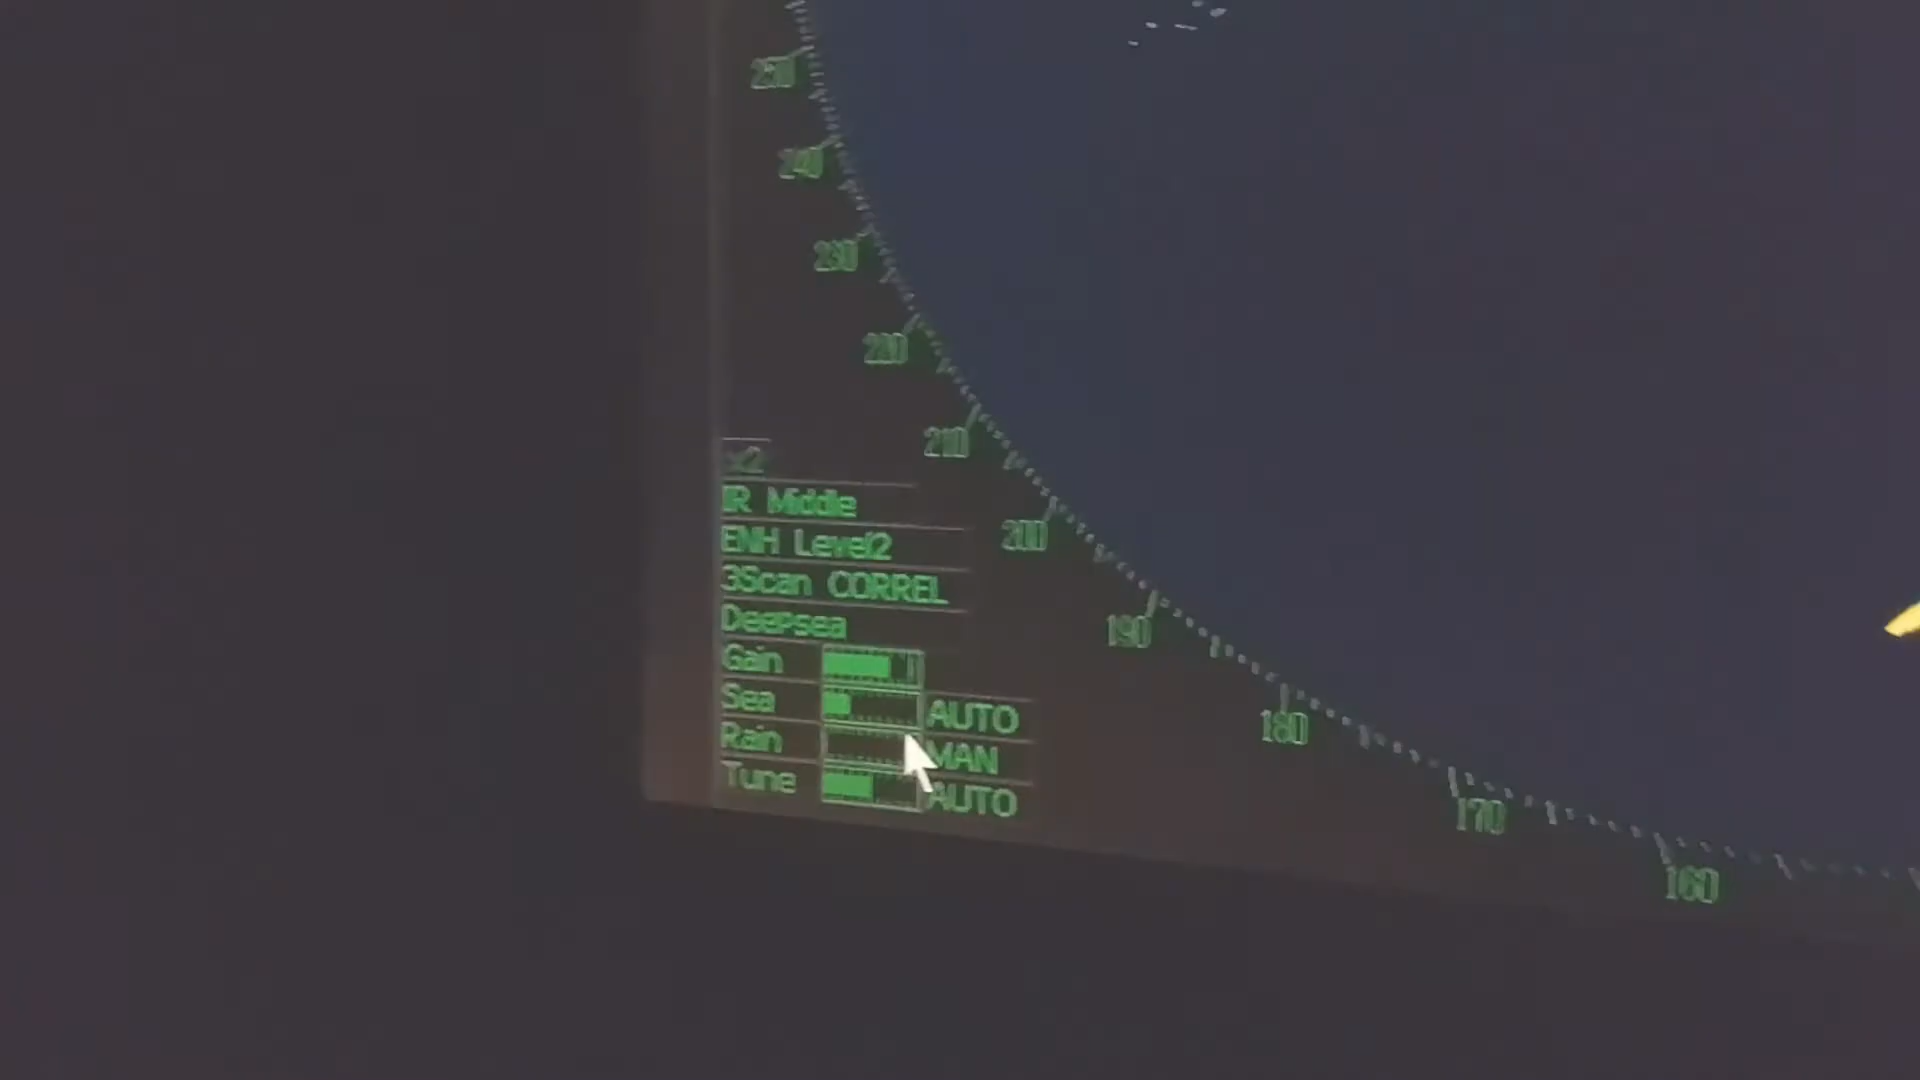 250
240
230
220
210
200
190
180
170
160
x2
IR Middle
ENH Level2
3Scan CORREL
Deepsea
Gain
Sea AUTO
Rain MAN
Tune AUTO